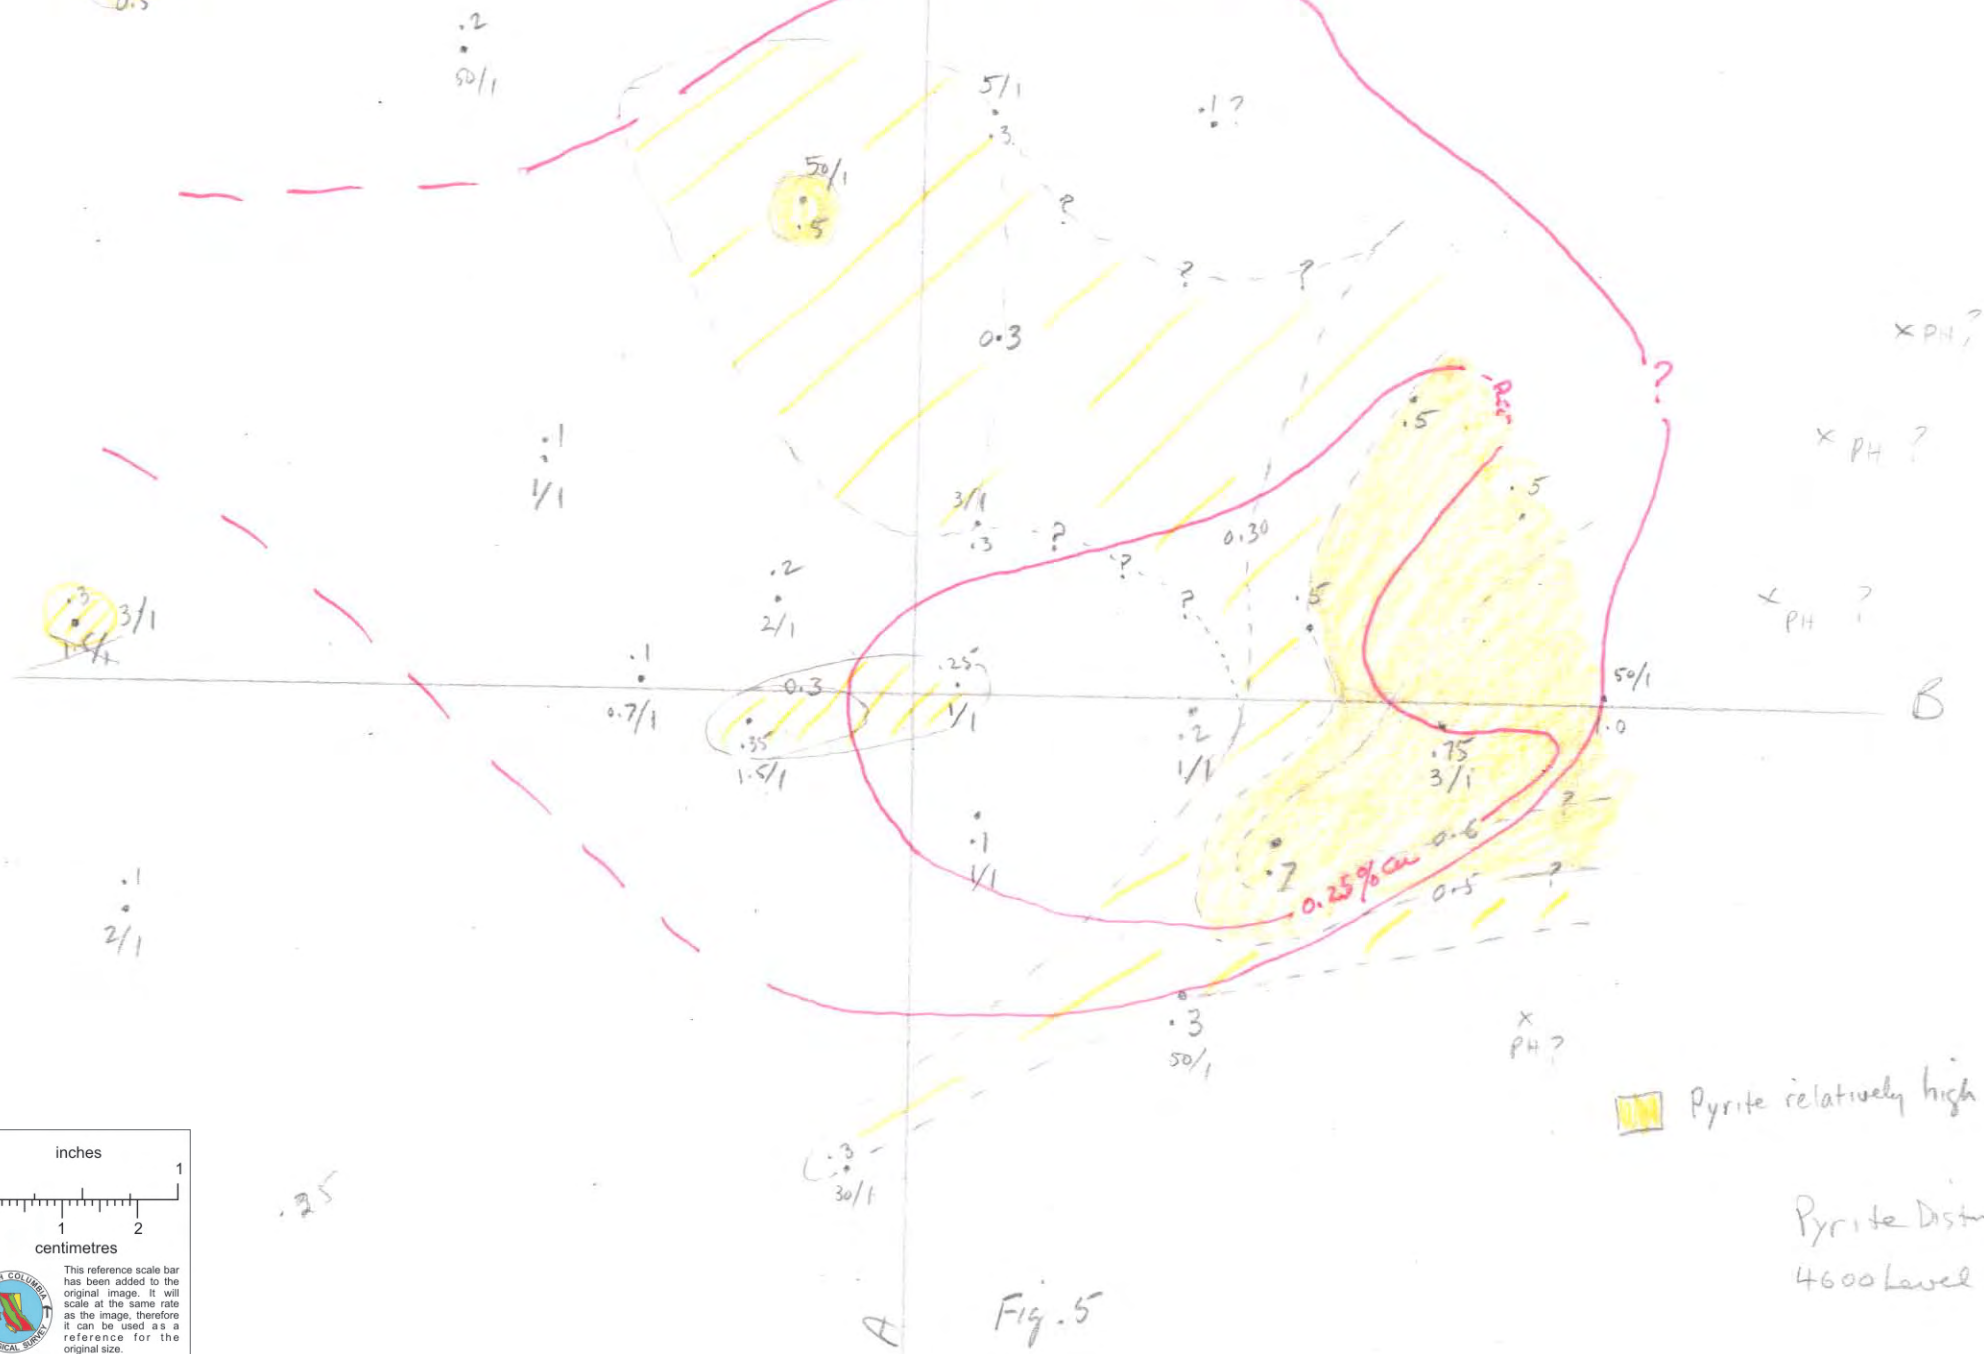 0.5
.2
50/1
5/1
.3
.1?
50/1
.5
?
?
?
0.3
x PH?
?
.5
x PH ?
.1
1/1
.5
3/1
.3
?
0.30
?
.2
2/1
?
.5
.3
3/1
x PH ?
.1
0.7/1
0.3
.25
1/1
50/1
B
1.0
.35
1.5/1
.2
1/1
.75
3/1
?
.1
1/1
0.6
.7
0.25% Cu
0.5
?
.1
2/1
.3
50/1
x
PH?
Pyrite relatively high
.3
30/1
inches
1
1 2
centimetres
This reference scale bar
has been added to the
original image. It will
scale at the same rate
as the image, therefore
it can be used as a
reference for the
original size.
Pyrite
4600 Level
Fig. 5
A